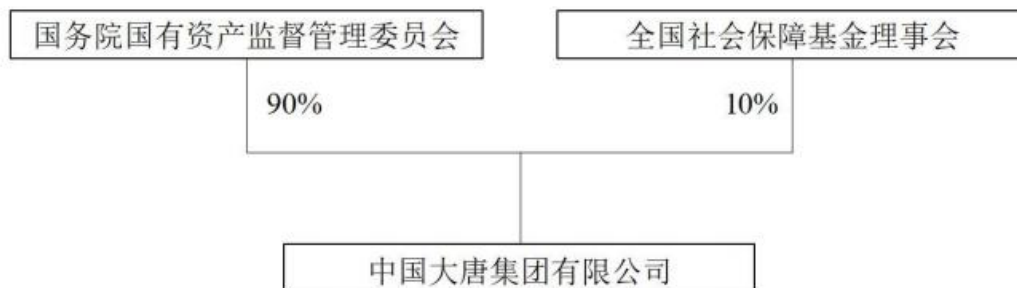 国务院国有资产监督管理委员会
全国社会保障基金理事会
90%
10%
中国大唐集团有限公司